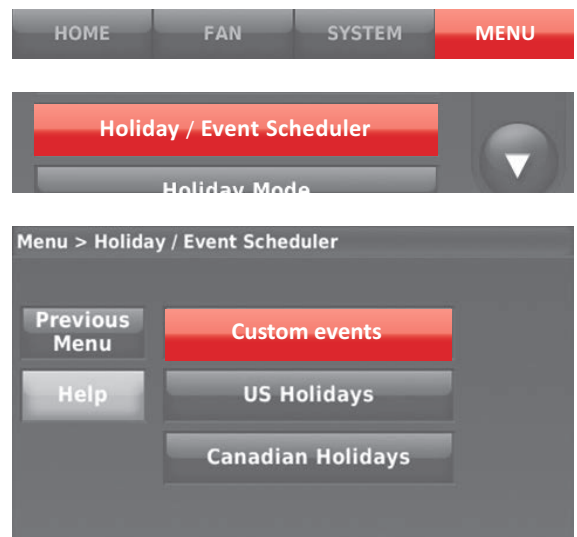 HOME FAN SYSTEM MENU
Holiday / Event Scheduler
Holiday Mode
Menu > Holiday / Event Scheduler
Previous
Menu
Custom events
Help
US Holidays
Canadian Holidays